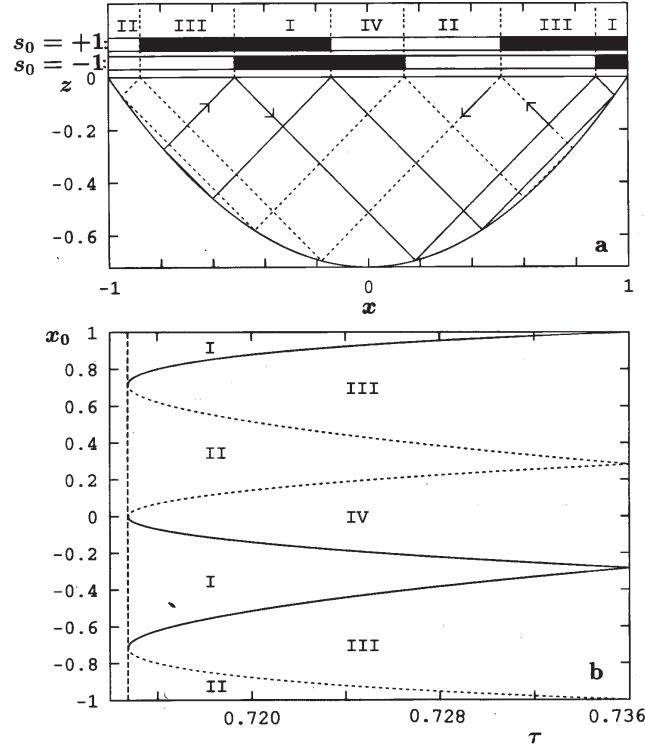 II III I IV II III I
s₀ = +1:
s₀ = −1:
z 0
-0.2
-0.4
-0.6
a
-1 0 1
x
x₀ 1
0.8
0.6
0.4
0.2
0
-0.2
-0.4
-0.6
-0.8
-1
I
III
II
IV
I
III
II
b
0.720 0.728 0.736
τ